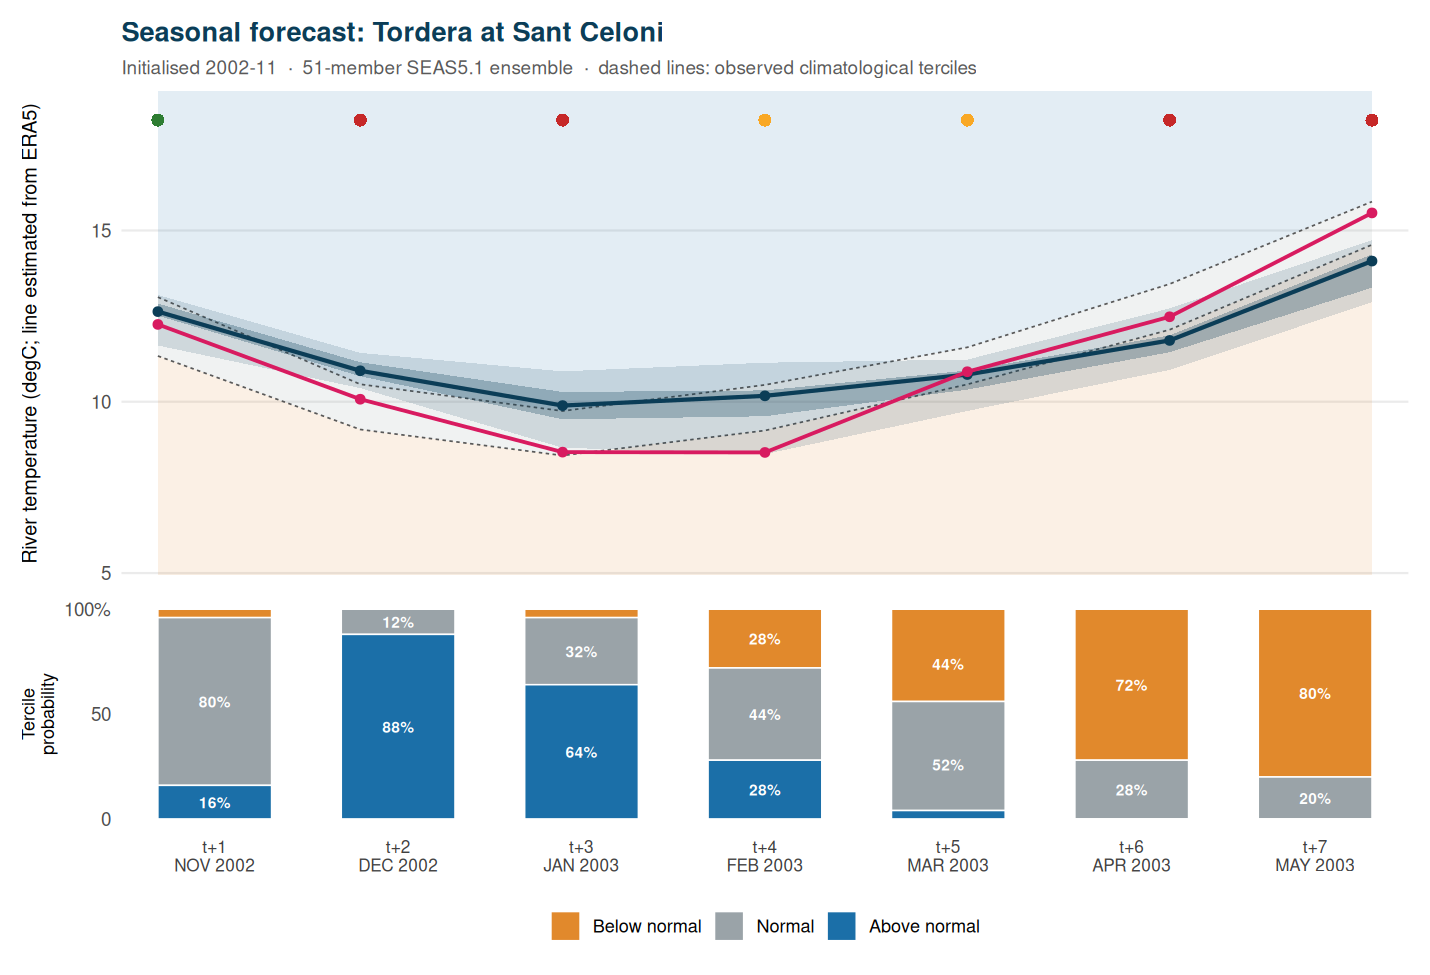 Seasonal forecast: Tordera at Sant Celoni
Initialised 2002-11 · 51-member SEAS5.1 ensemble · dashed lines: observed climatological terciles
River temperature (degC; line estimated from ERA5)
15
10
5
Tercile
probability
100%
50
0
80%
16%
12%
88%
32%
64%
28%
44%
28%
44%
52%
72%
28%
80%
20%
t+1
NOV 2002
t+2
DEC 2002
t+3
JAN 2003
t+4
FEB 2003
t+5
MAR 2003
t+6
APR 2003
t+7
MAY 2003
Below normal
Normal
Above normal